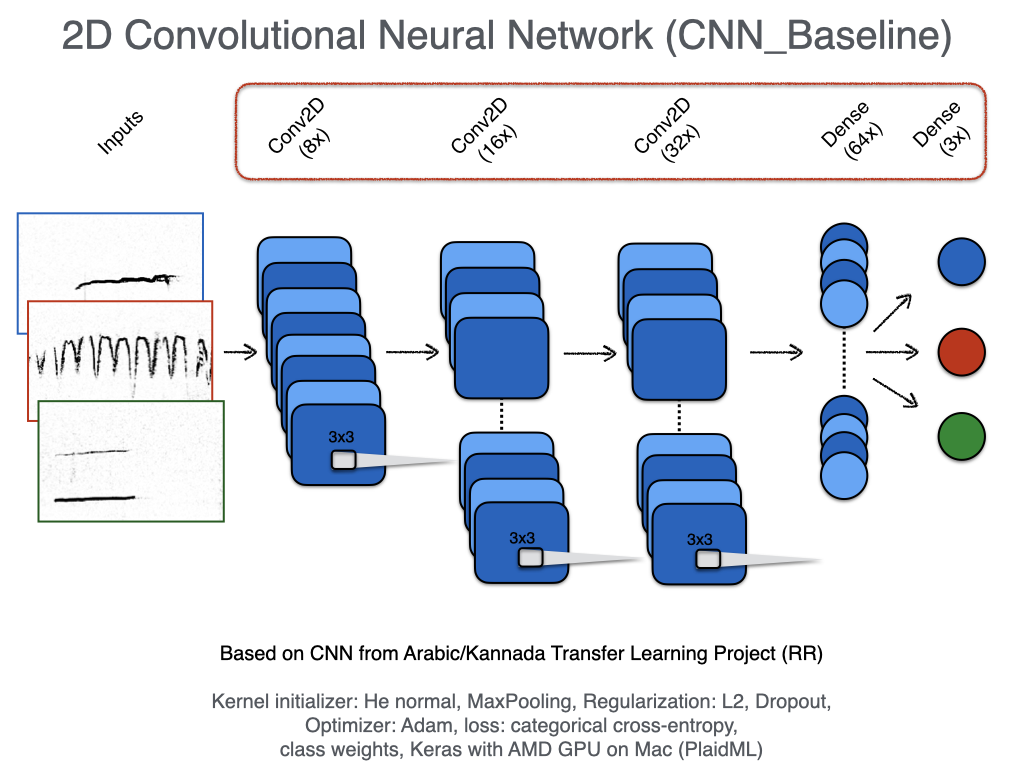 2D Convolutional Neural Network (CNN_Baseline)
Inputs
Conv2D
(8x)
Conv2D
(16x)
Conv2D
(32x)
Dense
(64x)
Dense
(3x)
3x3
3x3
3x3
Based on CNN from Arabic/Kannada Transfer Learning Project (RR)
Kernel initializer: He normal, MaxPooling, Regularization: L2, Dropout,
Optimizer: Adam, loss: categorical cross-entropy,
class weights, Keras with AMD GPU on Mac (PlaidML)